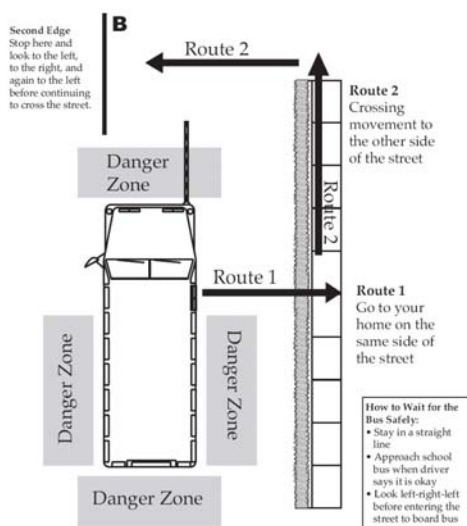 Second Edge
Stop here and
look to the left,
to the right, and
again to the left
before continuing
to cross the street.
B
Route 2
Route 2
Crossing
movement to
the other side
of the street
Danger
Zone
Route 2
Route 1
Route 1
Go to your
home on the
same side of
the street
Danger Zone
Danger Zone
Danger
Zone
How to Wait for the
Bus Safely:
• Stay in a straight
line
• Approach school
bus when driver
says it is okay
• Look left-right-left
before entering the
street to board bus